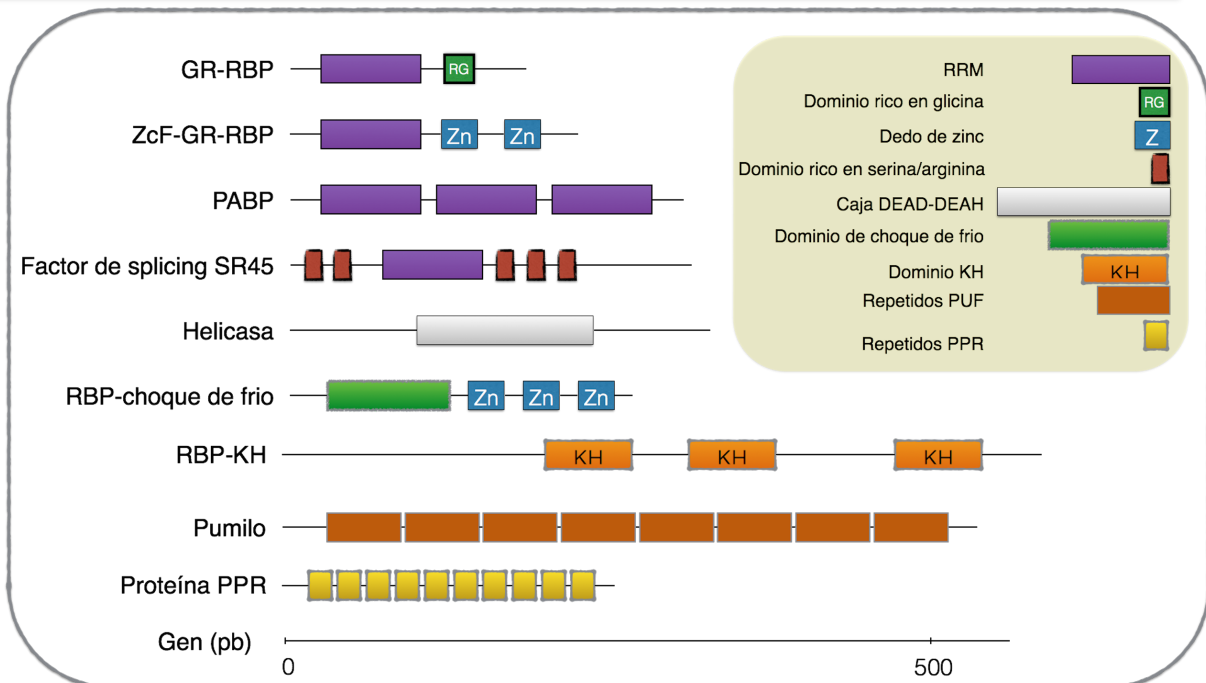 GR-RBP
RG
ZcF-GR-RBP
Zn Zn
PABP
Factor de splicing SR45
Helicasa
RBP-choque de frio
Zn Zn Zn
RBP-KH
KH KH KH
Pumilo
Proteína PPR
Gen (pb)
0 500
RRM
Dominio rico en glicina RG
Dedo de zinc Z
Dominio rico en serina/arginina
Caja DEAD-DEAH
Dominio de choque de frio
Dominio KH KH
Repetidos PUF
Repetidos PPR